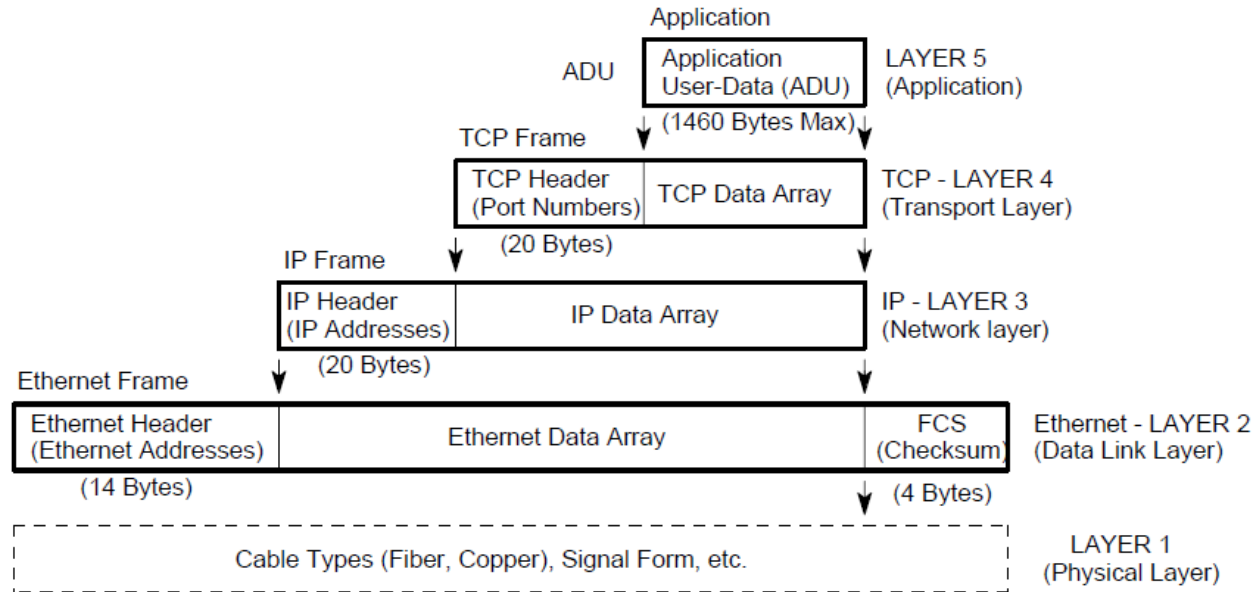 Application
ADU
Application
User-Data (ADU)
LAYER 5
(Application)
(1460 Bytes Max)
TCP Frame
TCP Header
(Port Numbers)
TCP Data Array
TCP - LAYER 4
(Transport Layer)
(20 Bytes)
IP Frame
IP Header
(IP Addresses)
IP Data Array
IP - LAYER 3
(Network layer)
(20 Bytes)
Ethernet Frame
Ethernet Header
(Ethernet Addresses)
Ethernet Data Array
FCS
(Checksum)
Ethernet - LAYER 2
(Data Link Layer)
(14 Bytes)
(4 Bytes)
Cable Types (Fiber, Copper), Signal Form, etc.
LAYER 1
(Physical Layer)